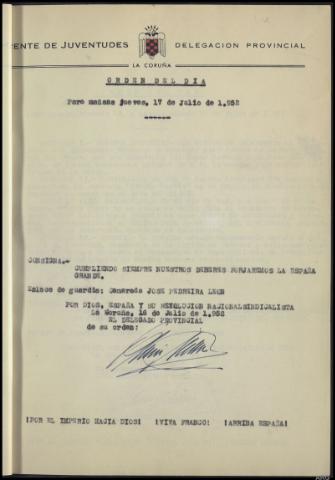 ENTE DE JUVENTUDES DELEGACION PROVINCIAL
LA CORUÑA
ORDEN DEL DIA
Para mañana jueves, 17 de Julio de 1.952
CONSIGNA.-
CUMPLIENDO SIEMPRE NUESTROS DEBERES FORJAREMOS LA ESPAÑA
GRANDE.
Enlace de guardia: Camarada JOSE PEDREIRA LEON
POR DIOS, ESPAÑA Y SU REVOLUCION NACIONALSINDICALISTA
La Coruña, 16 de Julio de 1,952
EL DELEGADO PROVINCIAL
de su orden:
¡POR EL IMPERIO HACIA DIOS! ¡VIVA FRANCO! ¡ARRIBA ESPAÑA!